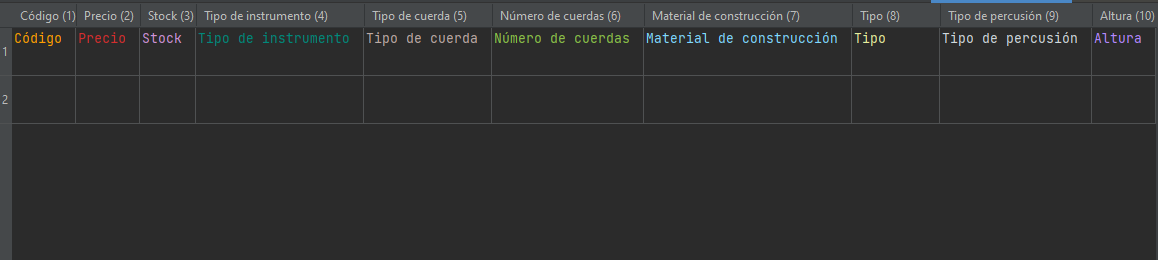 Código (1) Precio (2) Stock (3) Tipo de instrumento (4) Tipo de cuerda (5) Número de cuerdas (6) Material de construcción (7) Tipo (8) Tipo de percusión (9) Altura (10)
1 Código Precio Stock Tipo de instrumento Tipo de cuerda Número de cuerdas Material de construcción Tipo Tipo de percusión Altura
2